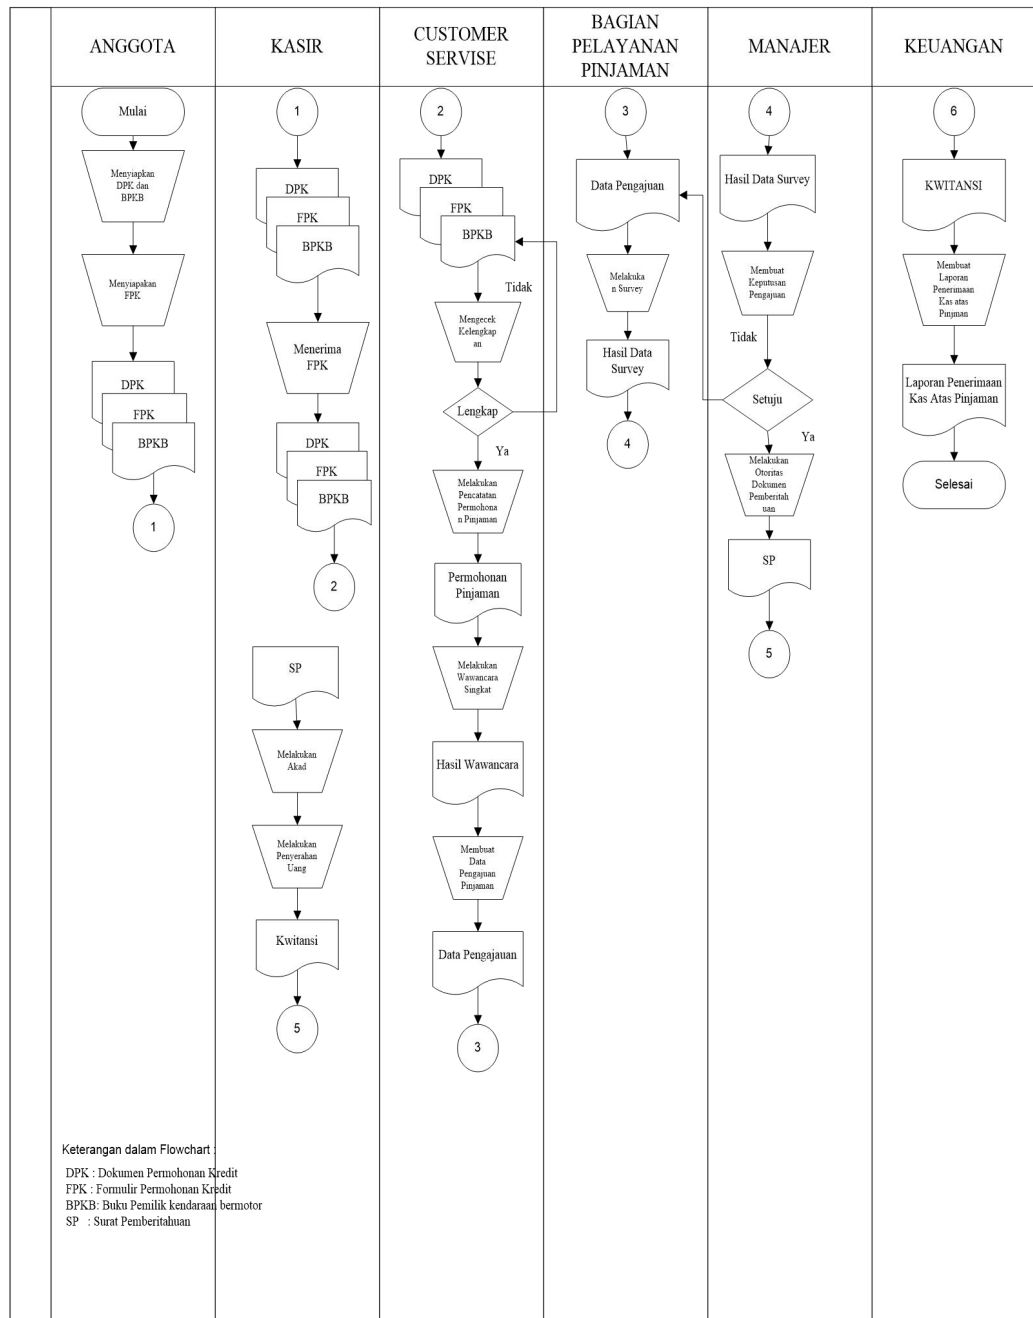 ANGGOTA
KASIR
CUSTOMER
SERVISE
BAGIAN
PELAYANAN
PINJAMAN
MANAJER
KEUANGAN
Mulai
Menyiapkan
DPK dan
BPKB
Menyiapakan
FPK
DPK
FPK
BPKB
1
1
DPK
FPK
BPKB
Menerima
FPK
DPK
FPK
BPKB
2
SP
Melakukan
Akad
Melakukan
Penyerahan
Uang
Kwitansi
5
2
DPK
FPK
BPKB
Tidak
Mengecek
Kelengkap
an
Lengkap
Ya
Melakukan
Pencatatan
Permohona
n Pinjaman
Permohonan
Pinjaman
Melakukan
Wawancara
Singkat
Hasil Wawancara
Membuat
Data
Pengajuan
Pinjaman
Data Pengajauan
3
3
Data Pengajuan
Melakuka
n Survey
Hasil Data
Survey
4
4
Hasil Data Survey
Membuat
Keputusan
Pengajuan
Tidak
Setuju
Ya
Melakukan
Otoritas
Dokumen
Pemberitah
uan
SP
5
6
KWITANSI
Membuat
Laporan
Penerimaan
Kas atas
Pinjman
Laporan Penerimaan
Kas Atas Pinjaman
Selesai
Keterangan dalam Flowchart :
DPK : Dokumen Permohonan Kredit
FPK : Formulir Permohonan Kredit
BPKB: Buku Pemilik kendaraan bermotor
SP : Surat Pemberitahuan